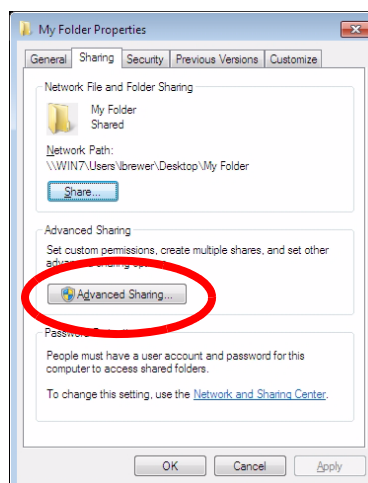 My Folder Properties
General Sharing Security Previous Versions Customize
Network File and Folder Sharing
My Folder
Shared
Network Path:
\\WIN7\Users\lbrewer\Desktop\My Folder
Share...
Advanced Sharing
Set custom permissions, create multiple shares, and set other
advanced sharing
Advanced Sharing...
People must have a user account and password for this
computer to access shared folders.
To change this setting, use the Network and Sharing Center.
OK Cancel Apply